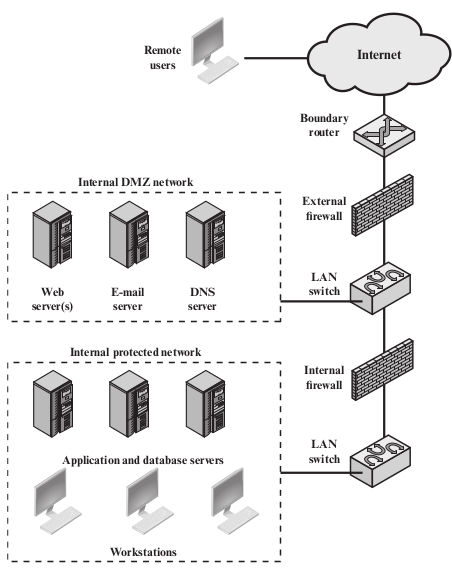 Remote
users
Internet
Boundary
router
Internal DMZ network
External
firewall
Web
server(s)
E-mail
server
DNS
server
LAN
switch
Internal protected network
Internal
firewall
LAN
switch
Application and database servers
Workstations